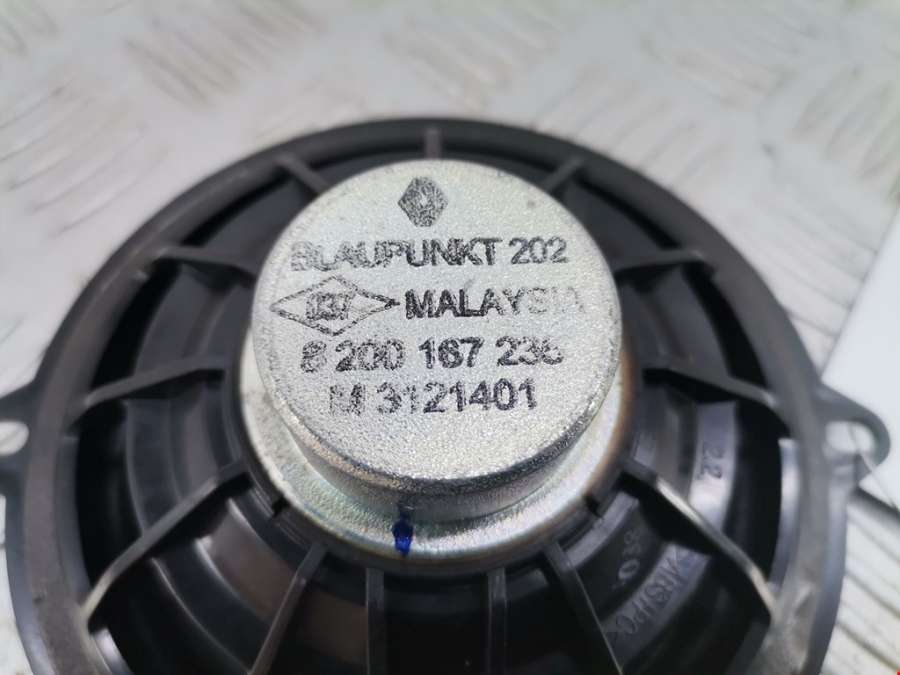 BLAUPUNKT 202
MALAYSIA
8 200 167 236
M 3121401